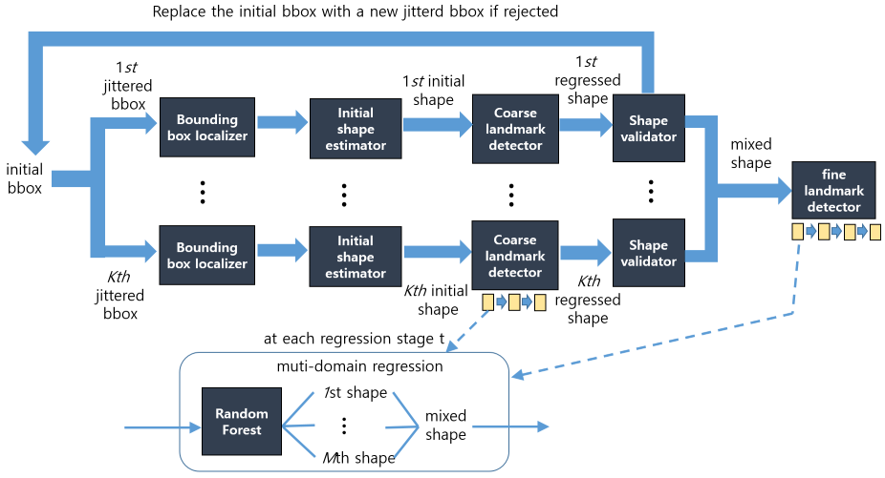 Replace the initial bbox with a new jitterd bbox if rejected
1st
jittered
bbox
Bounding
box localizer
Initial
shape
estimator
1st initial
shape
Coarse
landmark
detector
1st
regressed
shape
Shape
validator
initial
bbox
mixed
shape
fine
landmark
detector
Kth
jittered
bbox
Bounding
box localizer
Initial
shape
estimator
Kth initial
shape
Coarse
landmark
detector
Kth
regressed
shape
Shape
validator
at each regression stage t
muti-domain regression
Random
Forest
1st shape
Mth shape
mixed
shape